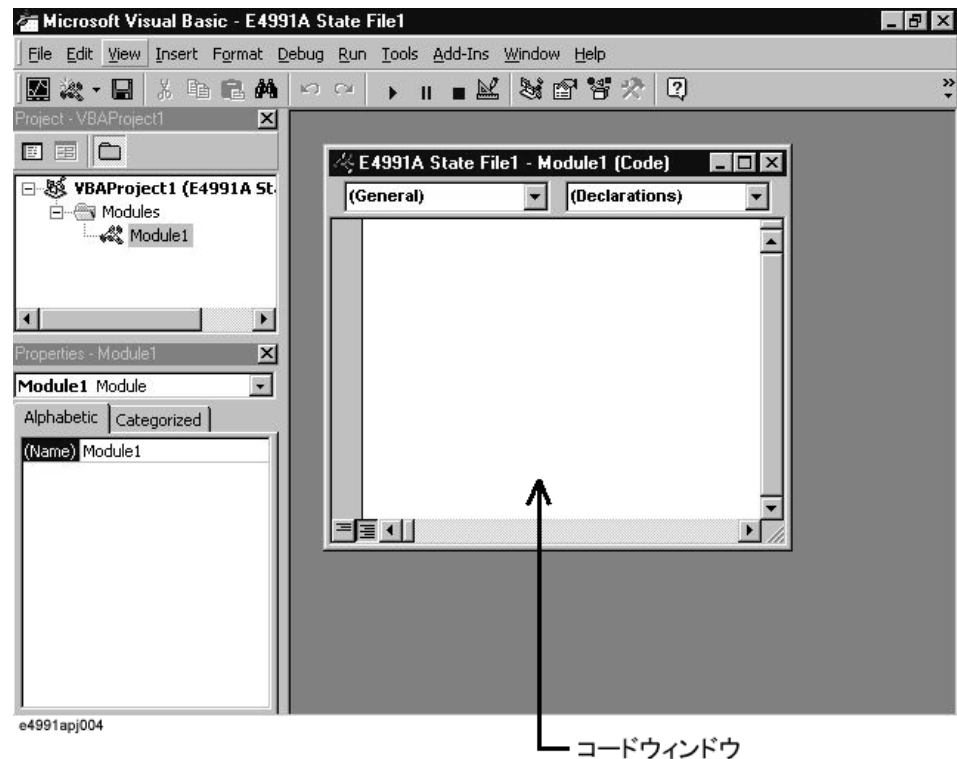 Microsoft Visual Basic - E4991A State File1
File Edit View Insert Format Debug Run Tools Add-Ins Window Help
Project - VBAProject1
VBAProject1 (E4991A St
Modules
Module1
Properties - Module1
Module1 Module
Alphabetic Categorized
(Name) Module1
E4991A State File1 - Module1 (Code)
(General) (Declarations)
e4991apj004
コードウィンドウ